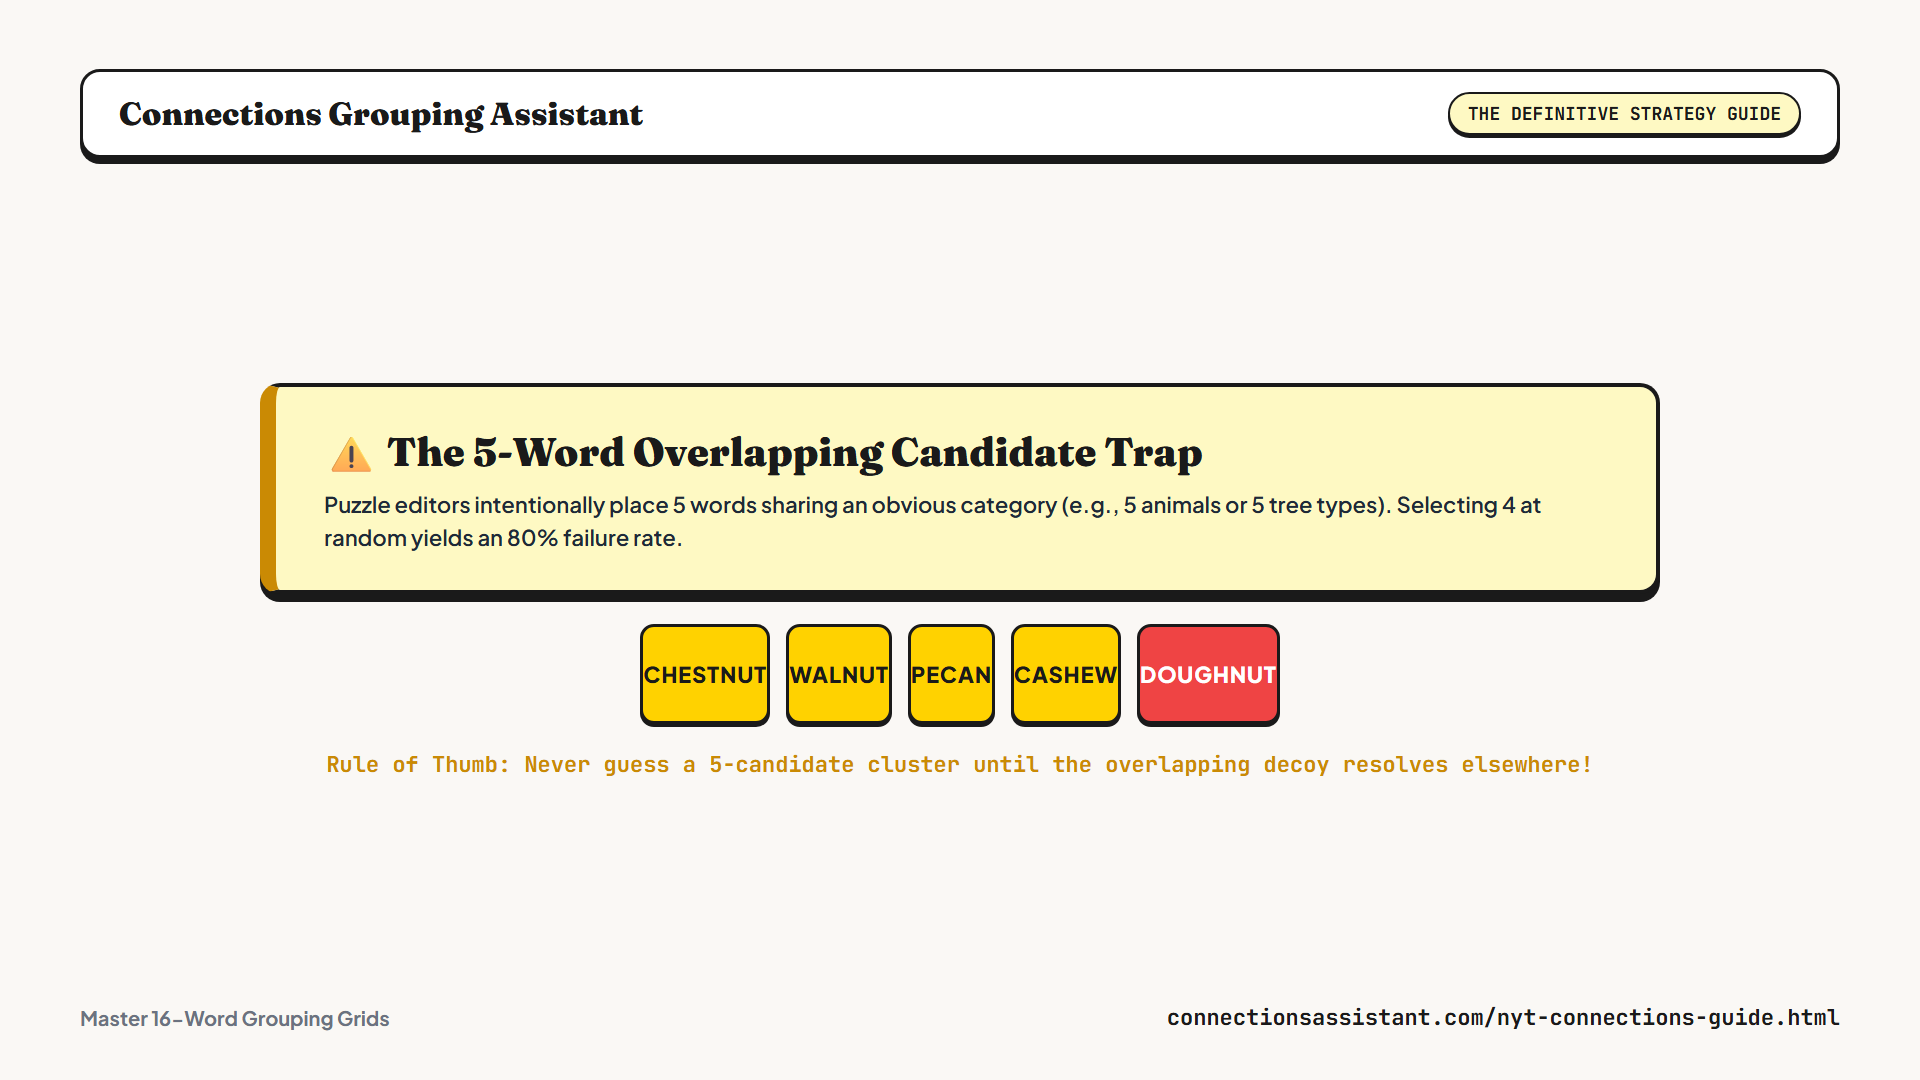 Connections Grouping Assistant
THE DEFINITIVE STRATEGY GUIDE
The 5-Word Overlapping Candidate Trap
Puzzle editors intentionally place 5 words sharing an obvious category (e.g., 5 animals or 5 tree types). Selecting 4 at
random yields an 80% failure rate.
CHESTNUT WALNUT PECAN CASHEW DOUGHNUT
Rule of Thumb: Never guess a 5-candidate cluster until the overlapping decoy resolves elsewhere!
Master 16-Word Grouping Grids
connectionsassistant.com/nyt-connections-guide.html